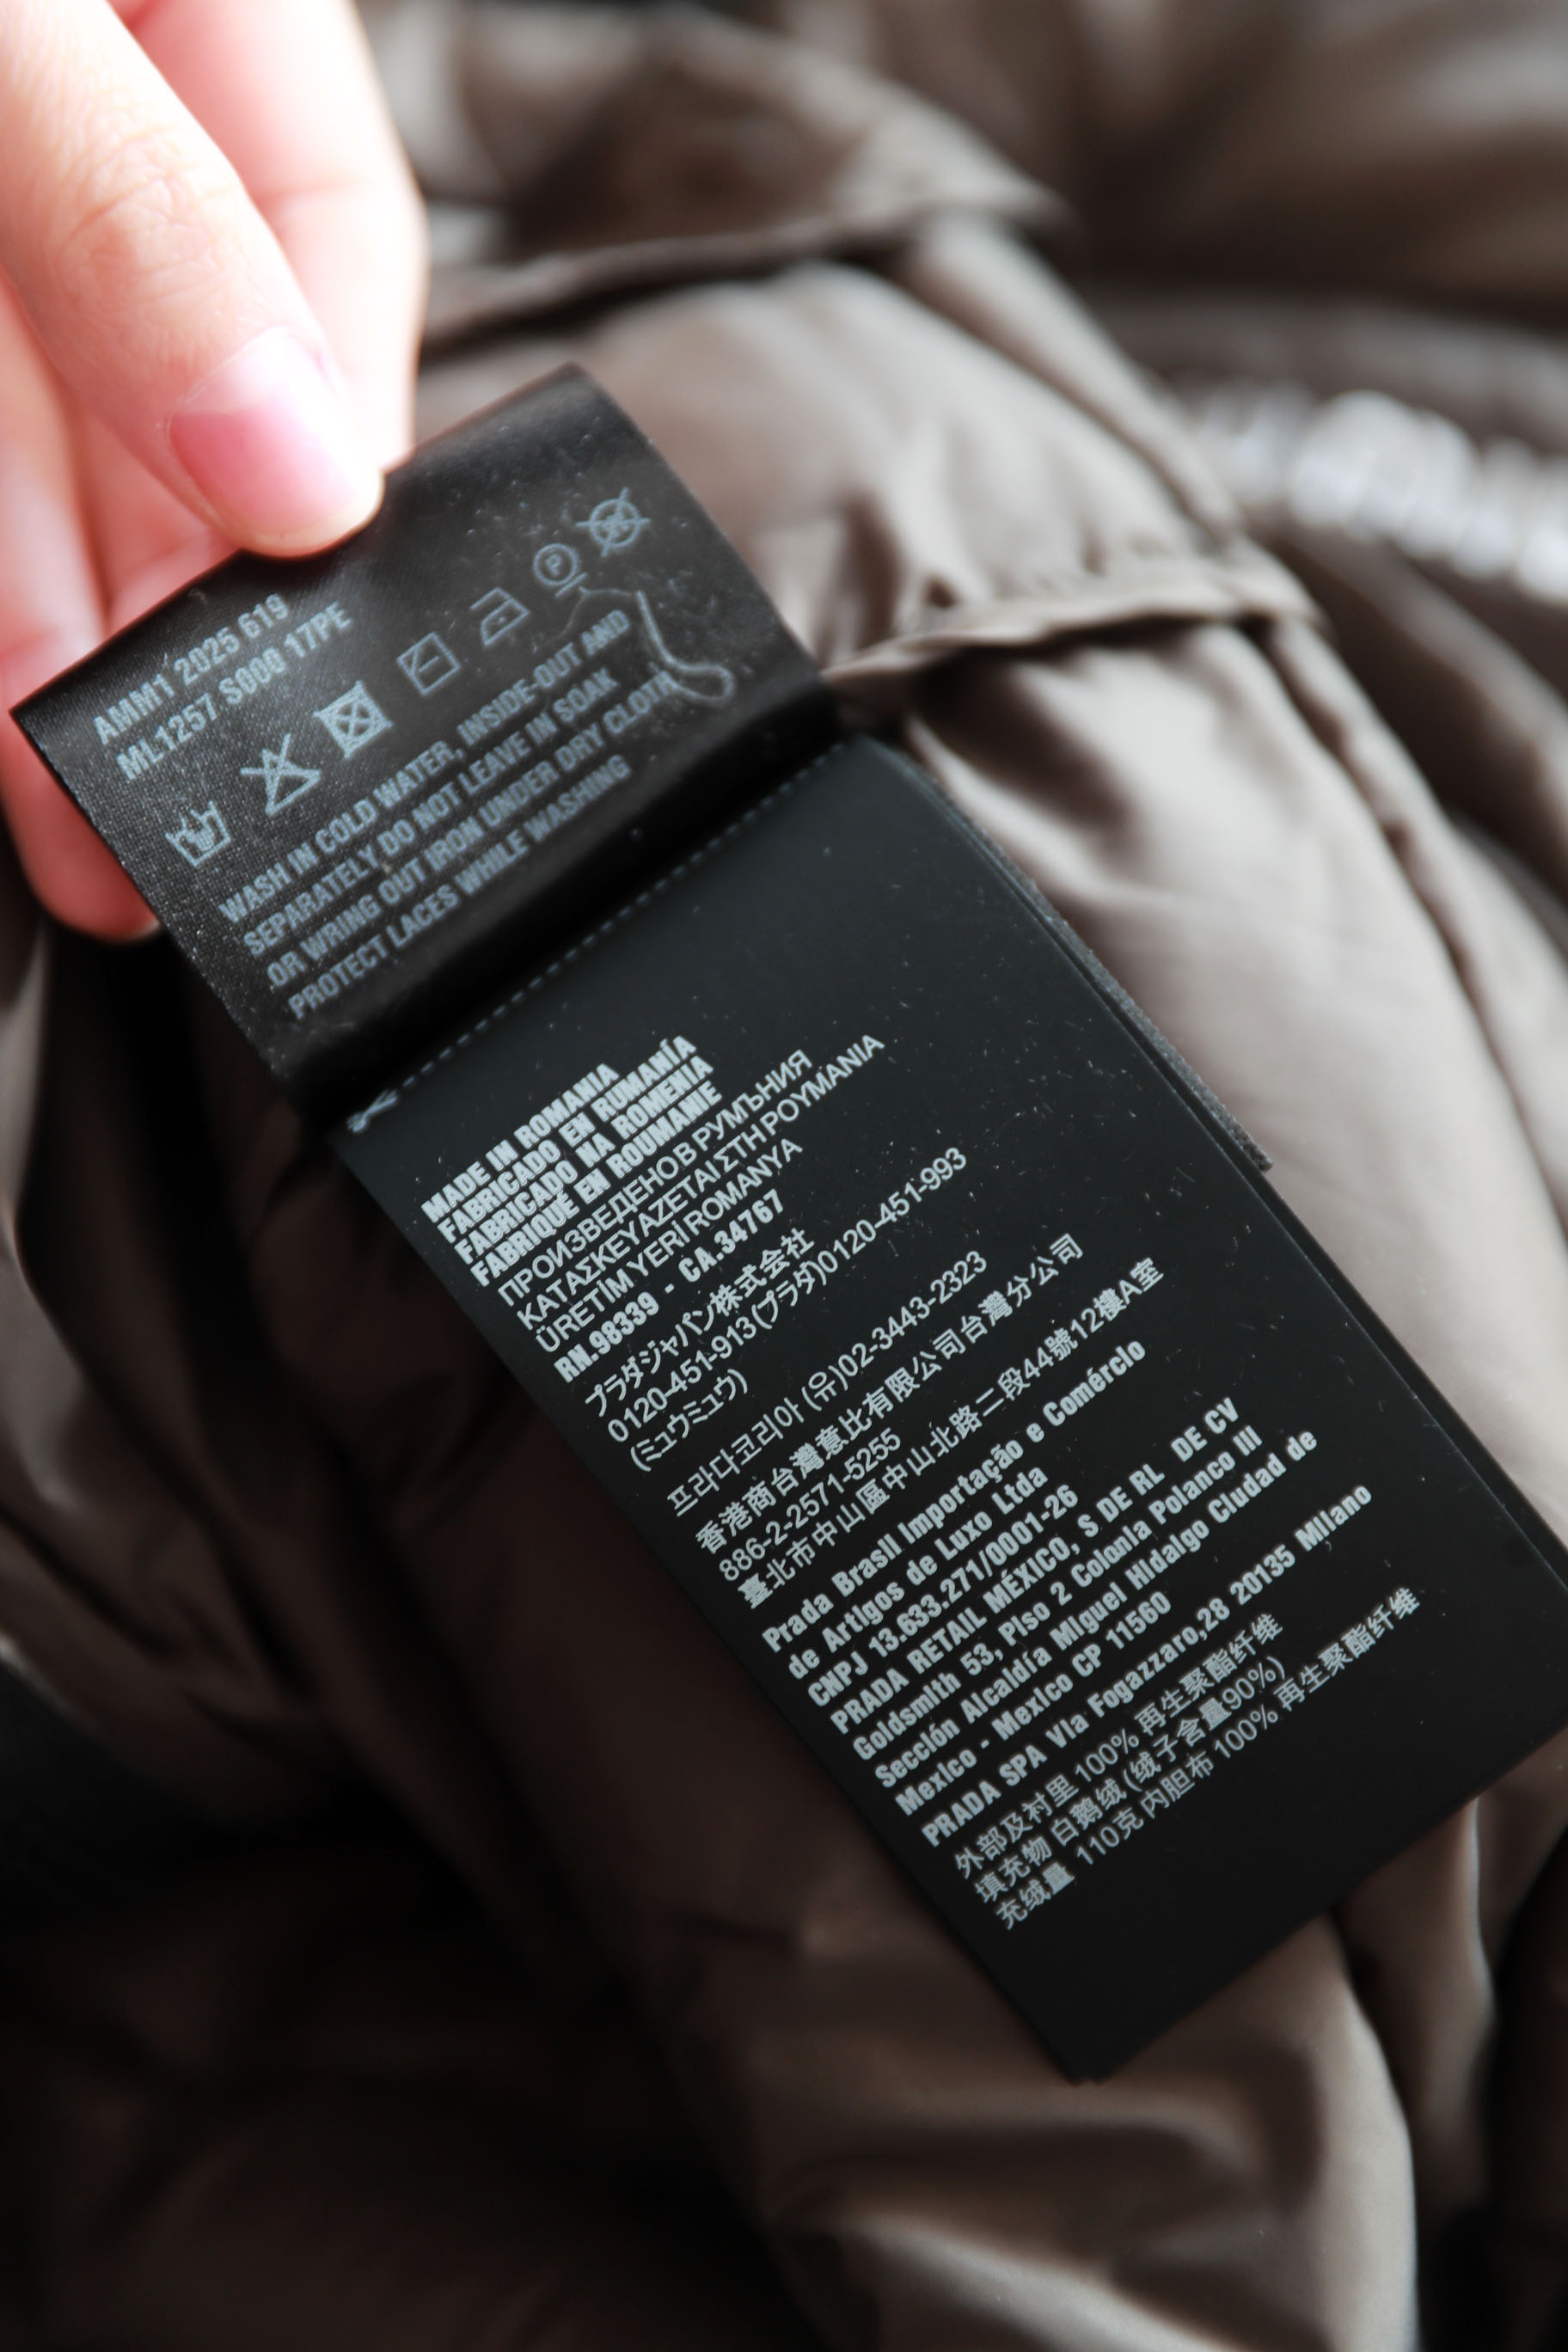 AMM1 2025 619
ML1257 S000 17PE
P
WASH IN COLD WATER, INSIDE-OUT AND
SEPARATELY DO NOT LEAVE IN SOAK
OR WRING OUT IRON UNDER DRY CLOTH
PROTECT LACES WHILE WASHING
MADE IN ROMANIA
FABRICADO EN RUMANÍA
FABRICADO NA ROMENIA
FABRIQUÉ EN ROUMANIE
ПРОИЗВЕДЕНО В РУМЪНИЯ
ΚΑΤΑΣΚΕΥΑΖΕΤΑΙ ΣΤΗ ΡΟΥΜΑΝΙΑ
ÜRETİM YERİ ROMANYA
RN.98339 - CA.34767
プラダジャパン株式会社
0120-451-913 (プラダ)0120-451-993
(ミュウミュウ)
프라다코리아 (유)02-3443-2323
香港商台灣意比有限公司台灣分公司
886-2-2571-5255
臺北市中山區中山北路二段44號12樓A室
Prada Brasil Importação e Comércio
de Artigos de Luxo Ltda
CNPJ 13.633.271/0001-26
PRADA RETAIL MÉXICO, S DE RL DE CV
Goldsmith 53, Piso 2 Colonia Polanco III
Sección Alcaldía Miguel Hidalgo Ciudad de
Mexico - Mexico CP 11560
PRADA SPA Via Fogazzaro,28 20135 Milano
外部及衬里 100% 再生聚酯纤维
填充物 白鹅绒 (绒子含量90%)
充绒量 110克 内胆布 100% 再生聚酯纤维